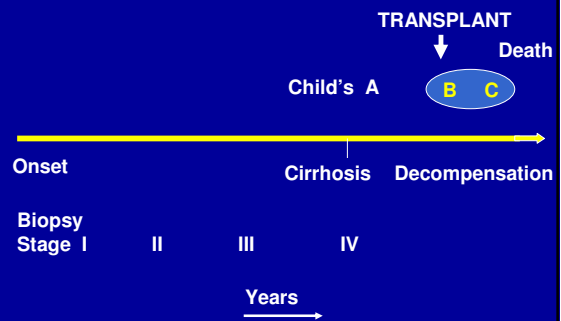 TRANSPLANT
Death
Child's A B C
Onset
Cirrhosis Decompensation
Biopsy
Stage I II III IV
Years